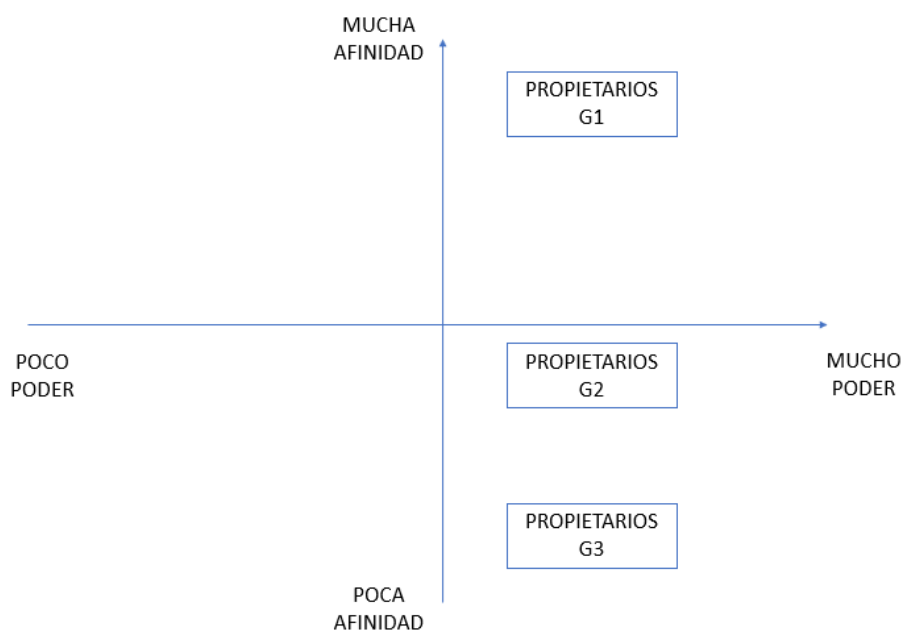 MUCHA
AFINIDAD
PROPIETARIOS
G1
POCO
PODER
PROPIETARIOS
G2
MUCHO
PODER
PROPIETARIOS
G3
POCA
AFINIDAD